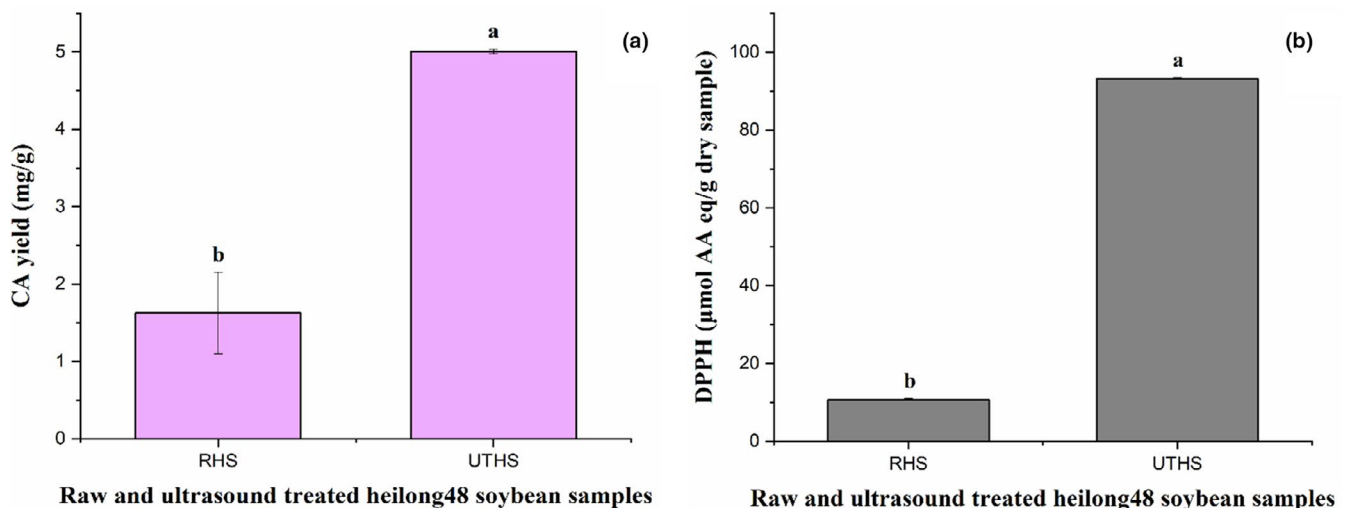 (a)
CA yield (mg/g)
5
4
3
2
1
0
a
b
RHS
UTHS
Raw and ultrasound treated heilong48 soybean samples
(b)
DPPH (µmol AA eq/g dry sample)
100
80
60
40
20
0
a
b
RHS
UTHS
Raw and ultrasound treated heilong48 soybean samples